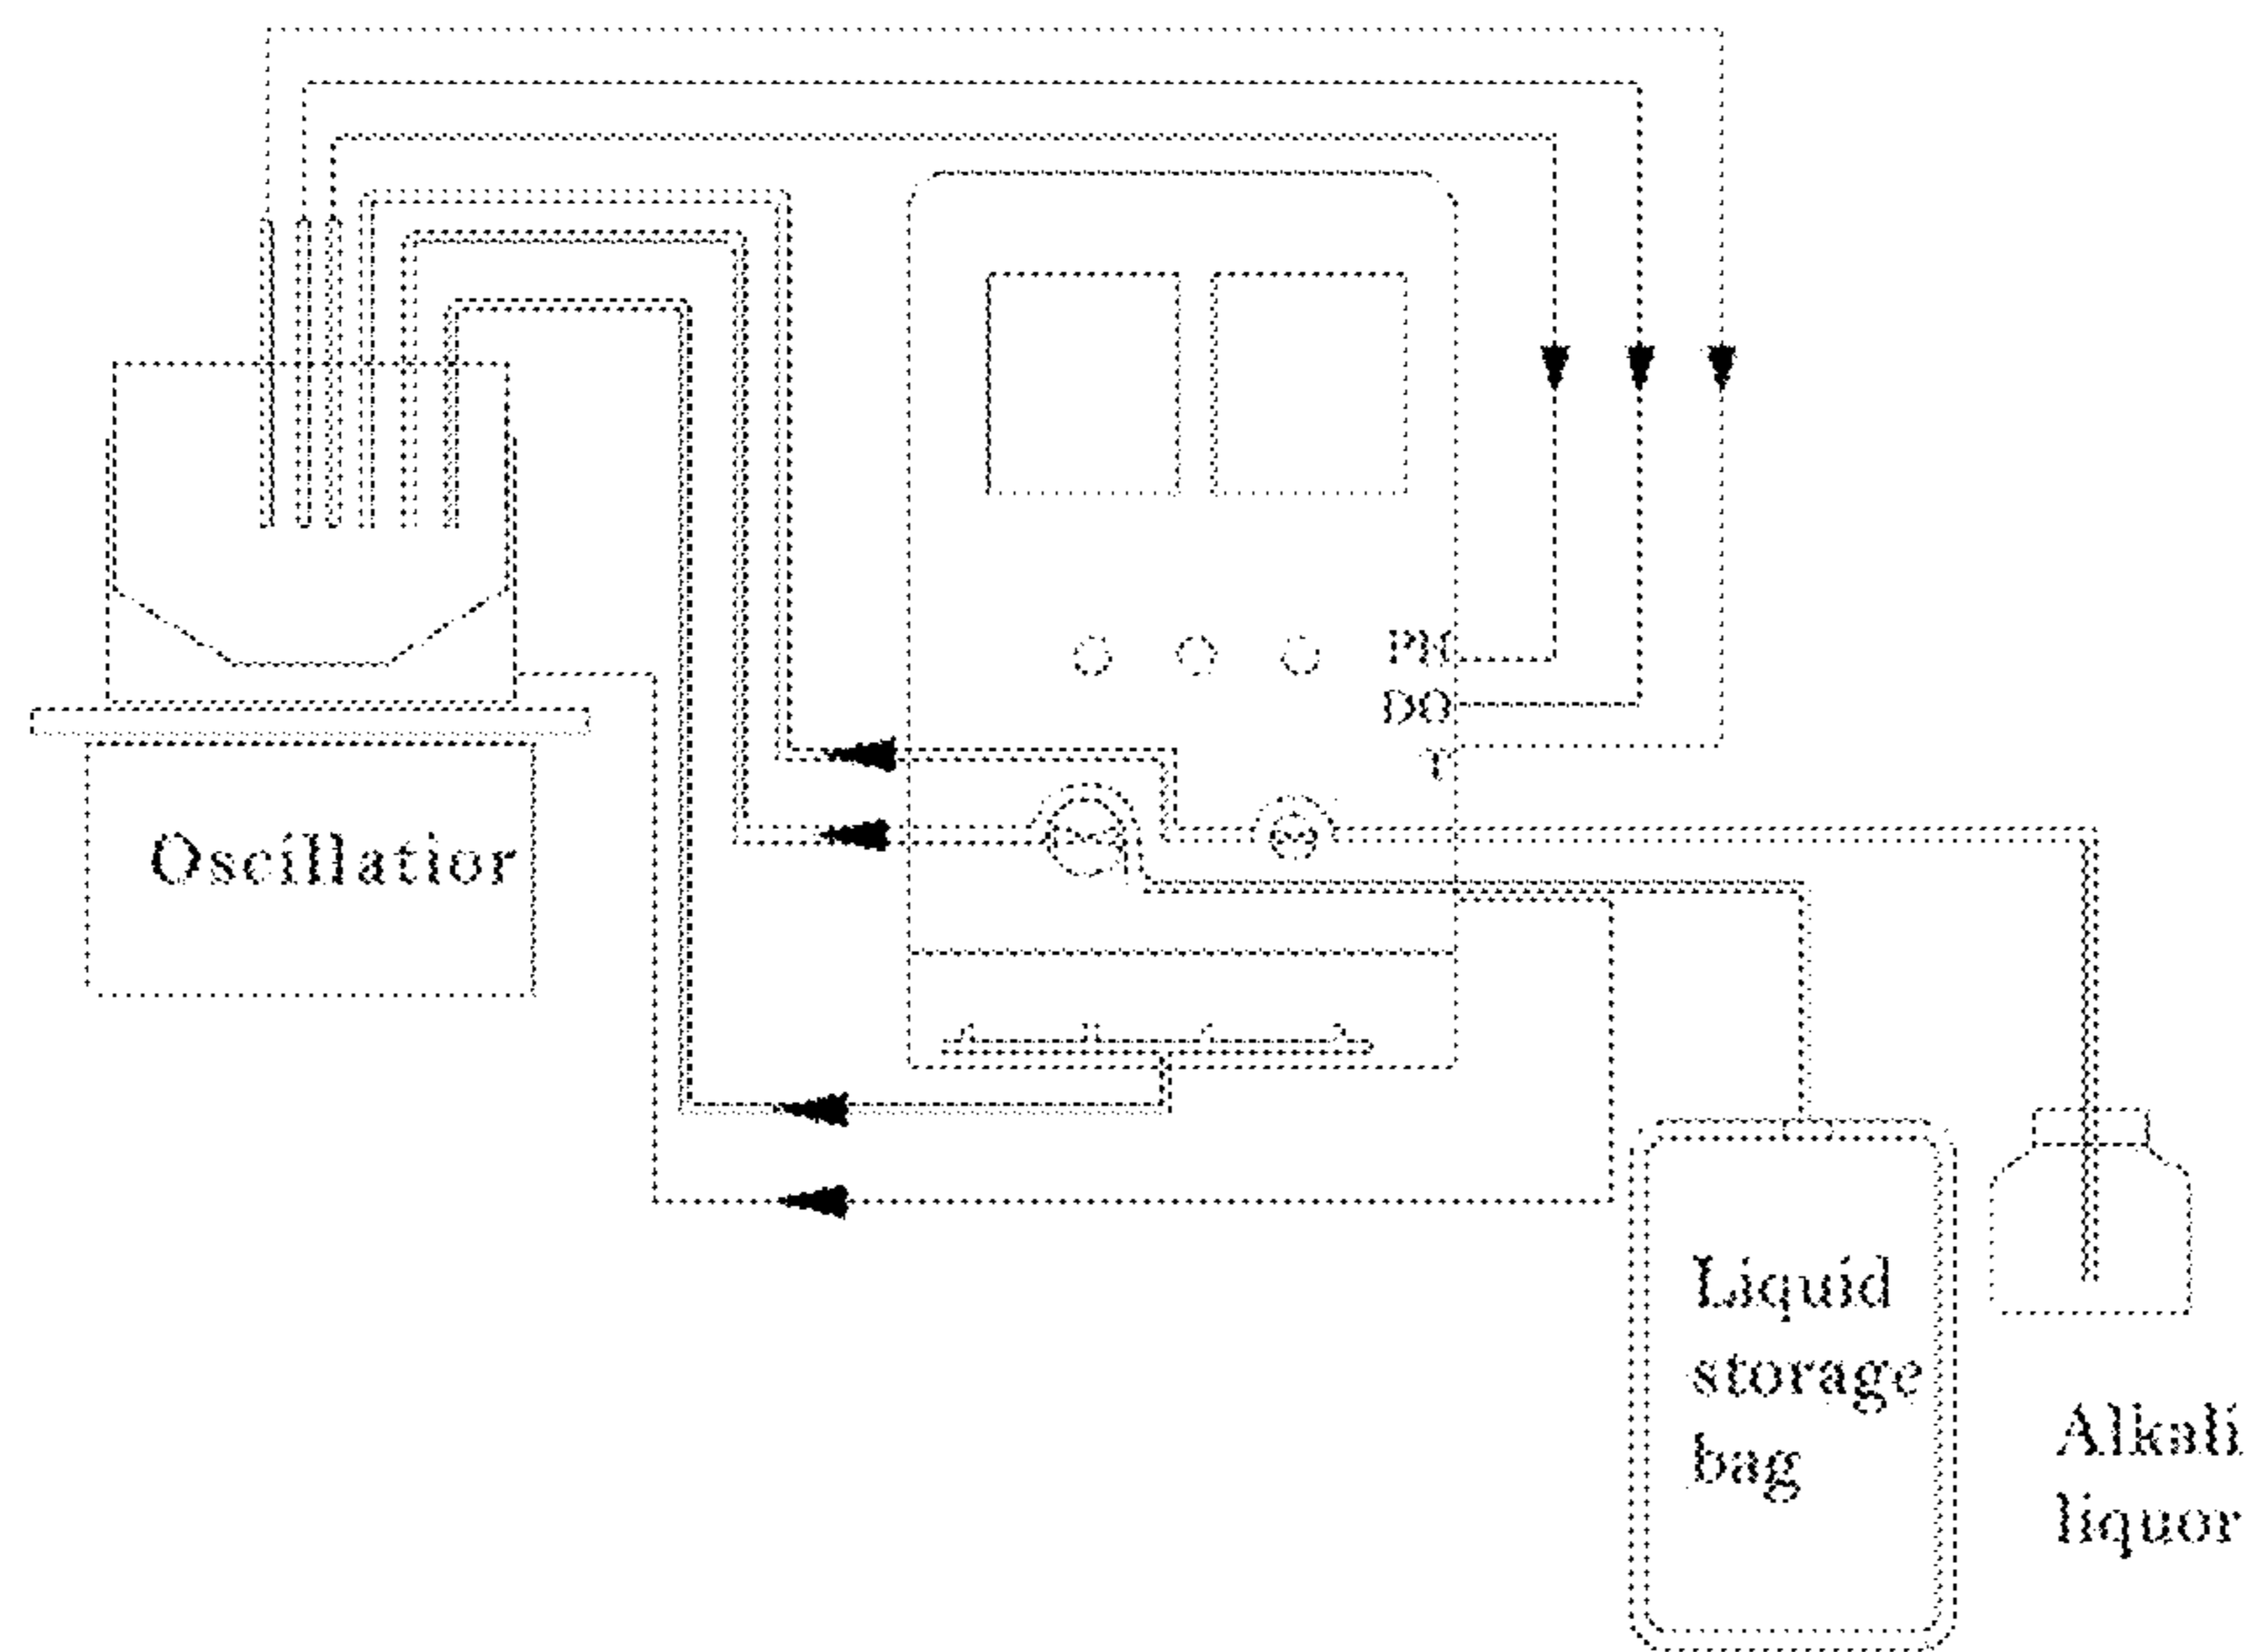 PH
DO
T
Oscillatior
Liquid
storage
bag
Alkali
liquor